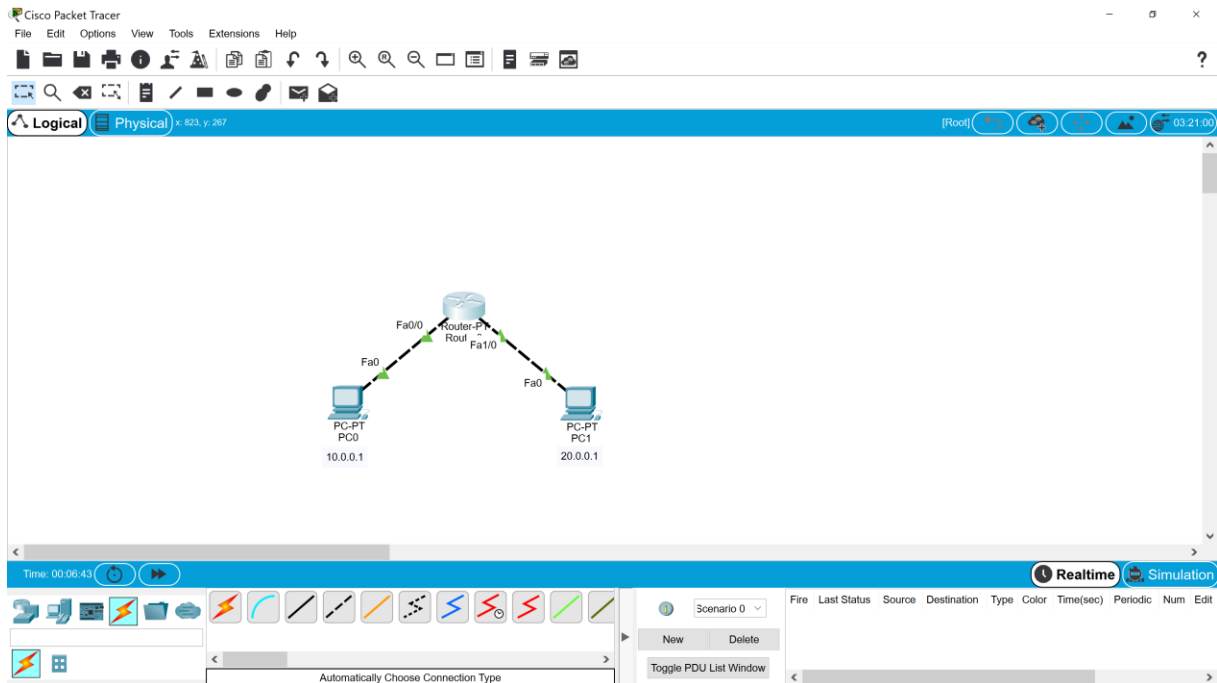 Cisco Packet Tracer
File Edit Options View Tools Extensions Help
?
Logical Physical x: 823, y: 267 [Root] 03:21:00
Fa0/0
Router-PT
Rout
Fa1/0
Fa0
Fa0
PC-PT
PC0
10.0.0.1
PC-PT
PC1
20.0.0.1
Time: 00:06:43 Realtime Simulation
Scenario 0
Fire Last Status Source Destination Type Color Time(sec) Periodic Num Edit
New Delete
Toggle PDU List Window
Automatically Choose Connection Type